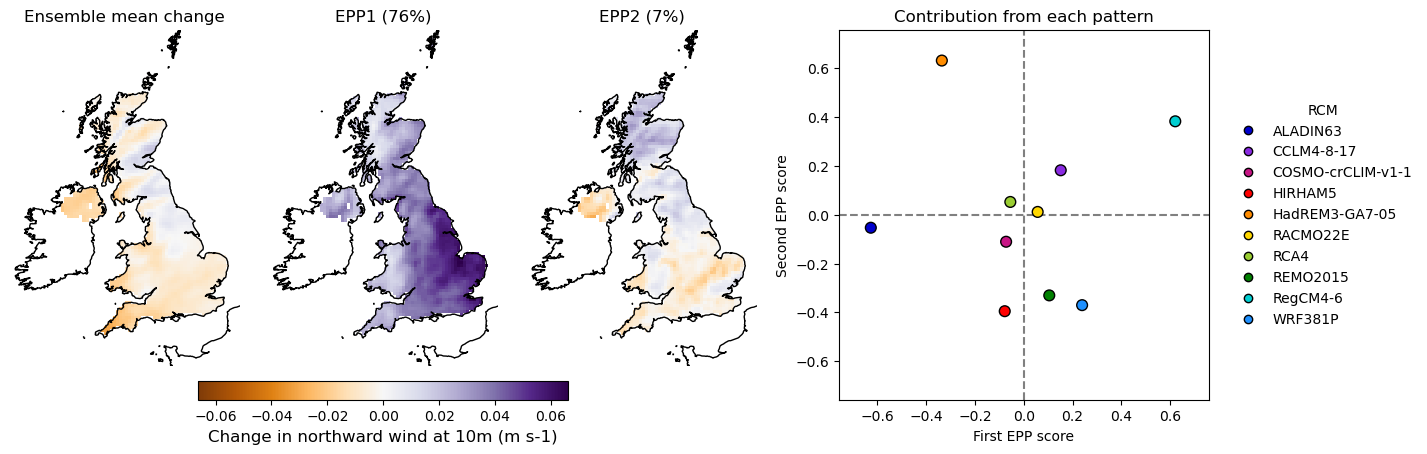 Ensemble mean change
EPP1 (76%)
EPP2 (7%)
−0.06 −0.04 −0.02 0.00 0.02 0.04 0.06
Change in northward wind at 10m (m s-1)
Contribution from each pattern
Second EPP score
0.6
0.4
0.2
0.0
−0.2
−0.4
−0.6
−0.6 −0.4 −0.2 0.0 0.2 0.4 0.6
First EPP score
RCM
ALADIN63
CCLM4-8-17
COSMO-crCLIM-v1-1
HIRHAM5
HadREM3-GA7-05
RACMO22E
RCA4
REMO2015
RegCM4-6
WRF381P